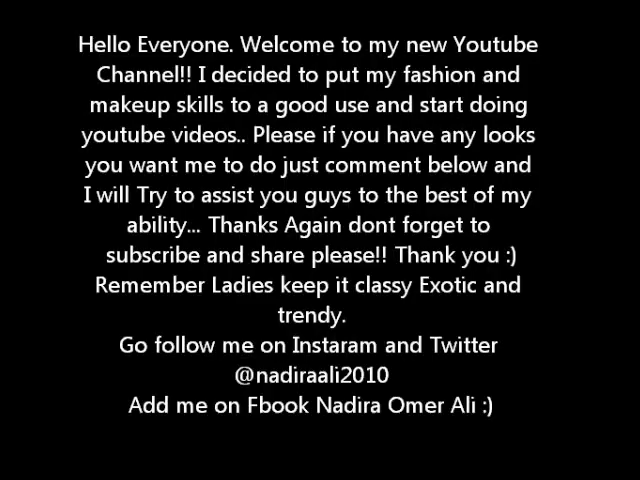 Hello Everyone. Welcome to my new Youtube
Channel!! I decided to put my fashion and
makeup skills to a good use and start doing
youtube videos.. Please if you have any looks
you want me to do just comment below and
I will Try to assist you guys to the best of my
ability... Thanks Again dont forget to
subscribe and share please!! Thank you :)
Remember Ladies keep it classy Exotic and
trendy.
Go follow me on Instaram and Twitter
@nadiraali2010
Add me on Fbook Nadira Omer Ali :)